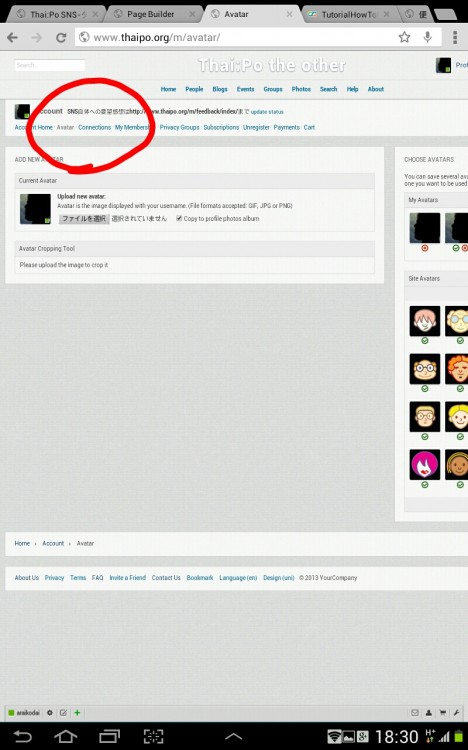 Thai:Po SNS -
Page Builder
Avatar
TutorialHowTo
便
www.thaipo.org/m/avatar/
Search...
Thai:Po the other
Home People Blogs Events Groups Photos Search Help About
SNS自体への要望感想はhttp://www.thaipo.org/m/feedback/index/まで update status
Account Home Avatar Connections My Membership Privacy Groups Subscriptions Unregister Payments · Cart
ADD NEW AVATAR
CHOOSE AVATARS
Current Avatar
You can save several av
one you want to be used
Upload new avatar:
Avatar is the image displayed with your username. (File formats accepted: GIF, JPG or PNG)
ファイルを選択 選択されていません Copy to profile photos album
My Avatars
Avatar Cropping Tool
Please upload the image to crop it
Site Avatars
Home › Account › Avatar
About Us Privacy Terms FAQ Invite a Friend Contact Us Bookmark Language (en) Design (uni) © 2013 YourCompany
18:30